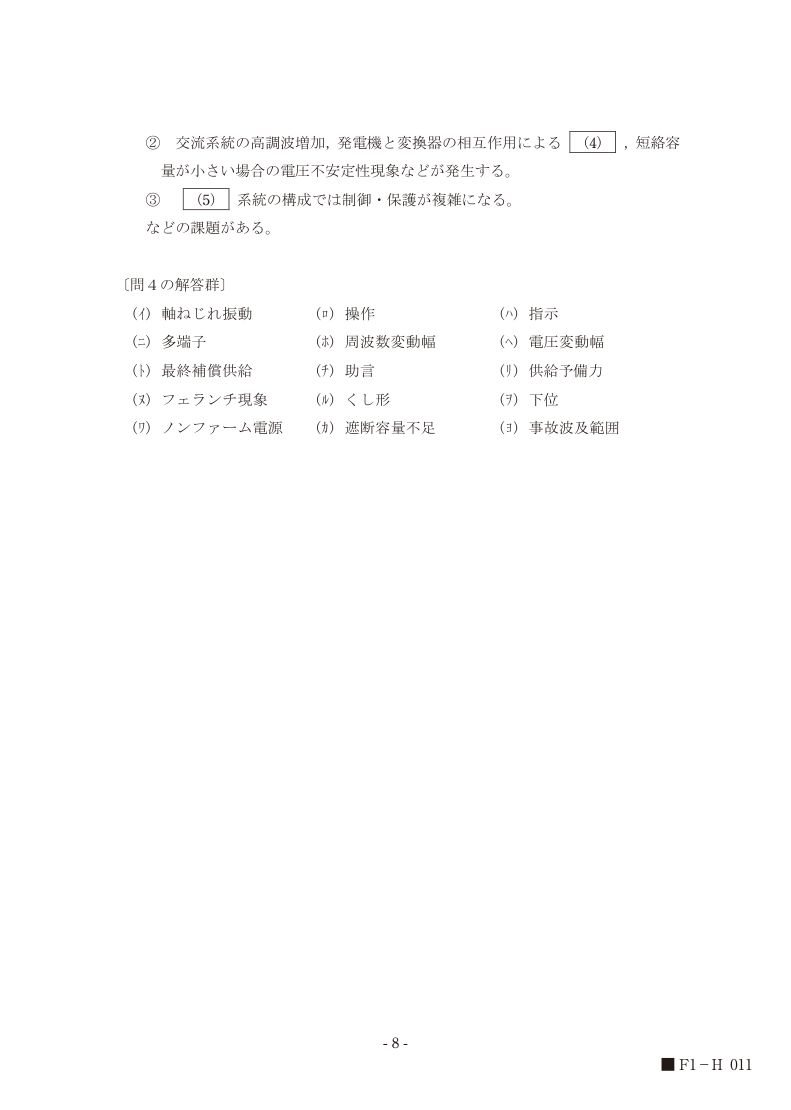 ② 交流系統の高調波増加, 発電機と変換器の相互作用による (4) , 短絡容
量が小さい場合の電圧不安定性現象などが発生する。
③ (5) 系統の構成では制御・保護が複雑になる。
などの課題がある。
〔問4の解答群〕
(ｲ) 軸ねじれ振動 (ﾛ) 操作 (ﾊ) 指示
(ﾆ) 多端子 (ﾎ) 周波数変動幅 (ﾍ) 電圧変動幅
(ﾄ) 最終補償供給 (ﾁ) 助言 (ﾘ) 供給予備力
(ﾇ) フェランチ現象 (ﾙ) くし形 (ｦ) 下位
(ﾜ) ノンファーム電源 (ｶ) 遮断容量不足 (ﾖ) 事故波及範囲
- 8 -
■F1－H 011